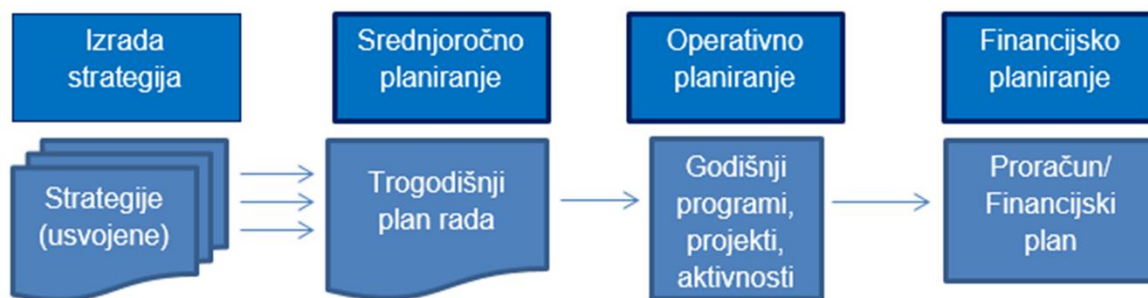 Izrada
strategija
Srednjoročno
planiranje
Operativno
planiranje
Financijsko
planiranje
Strategije
(usvojene)
Trogodišnji
plan rada
Godišnji
programi,
projekti,
aktivnosti
Proračun/
Financijski
plan